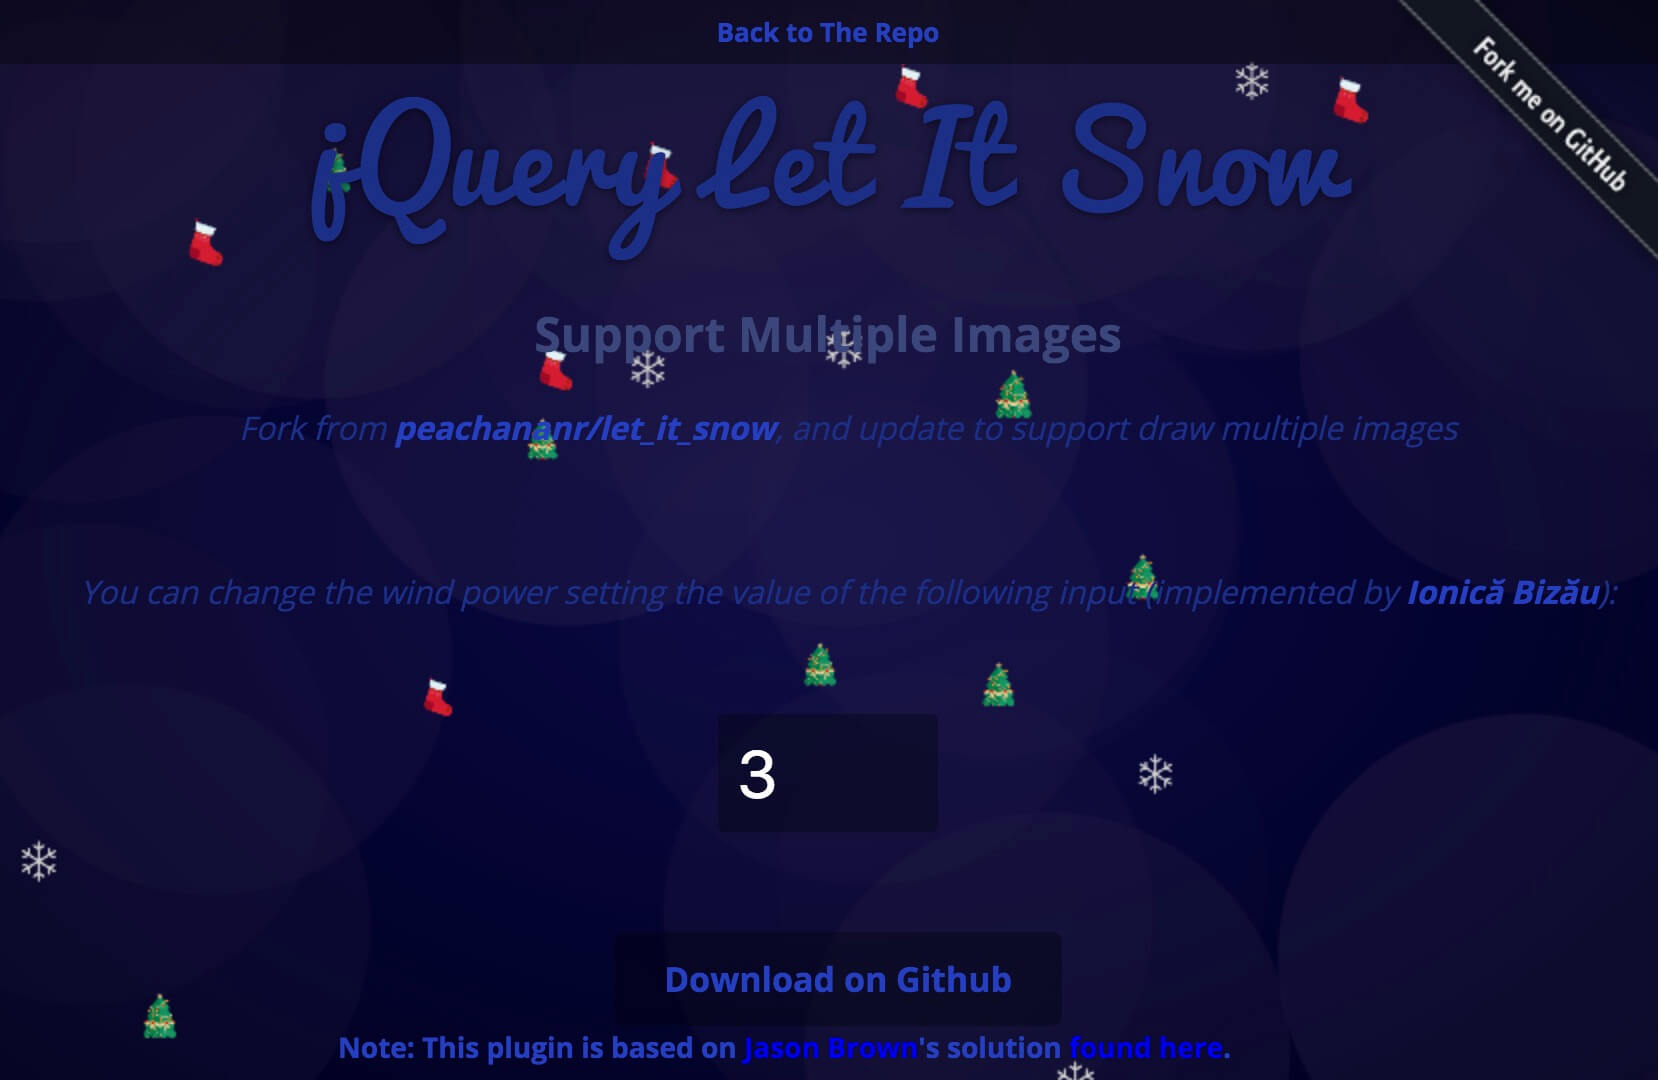 Back to The Repo
Fork me on GitHub
jQuery Let It Snow
Support Multiple Images
Fork from peachananr/let_it_snow, and update to support draw multiple images
You can change the wind power setting the value of the following input (implemented by Ionică Bizău):
3
Download on Github
Note: This plugin is based on Jason Brown's solution found here.